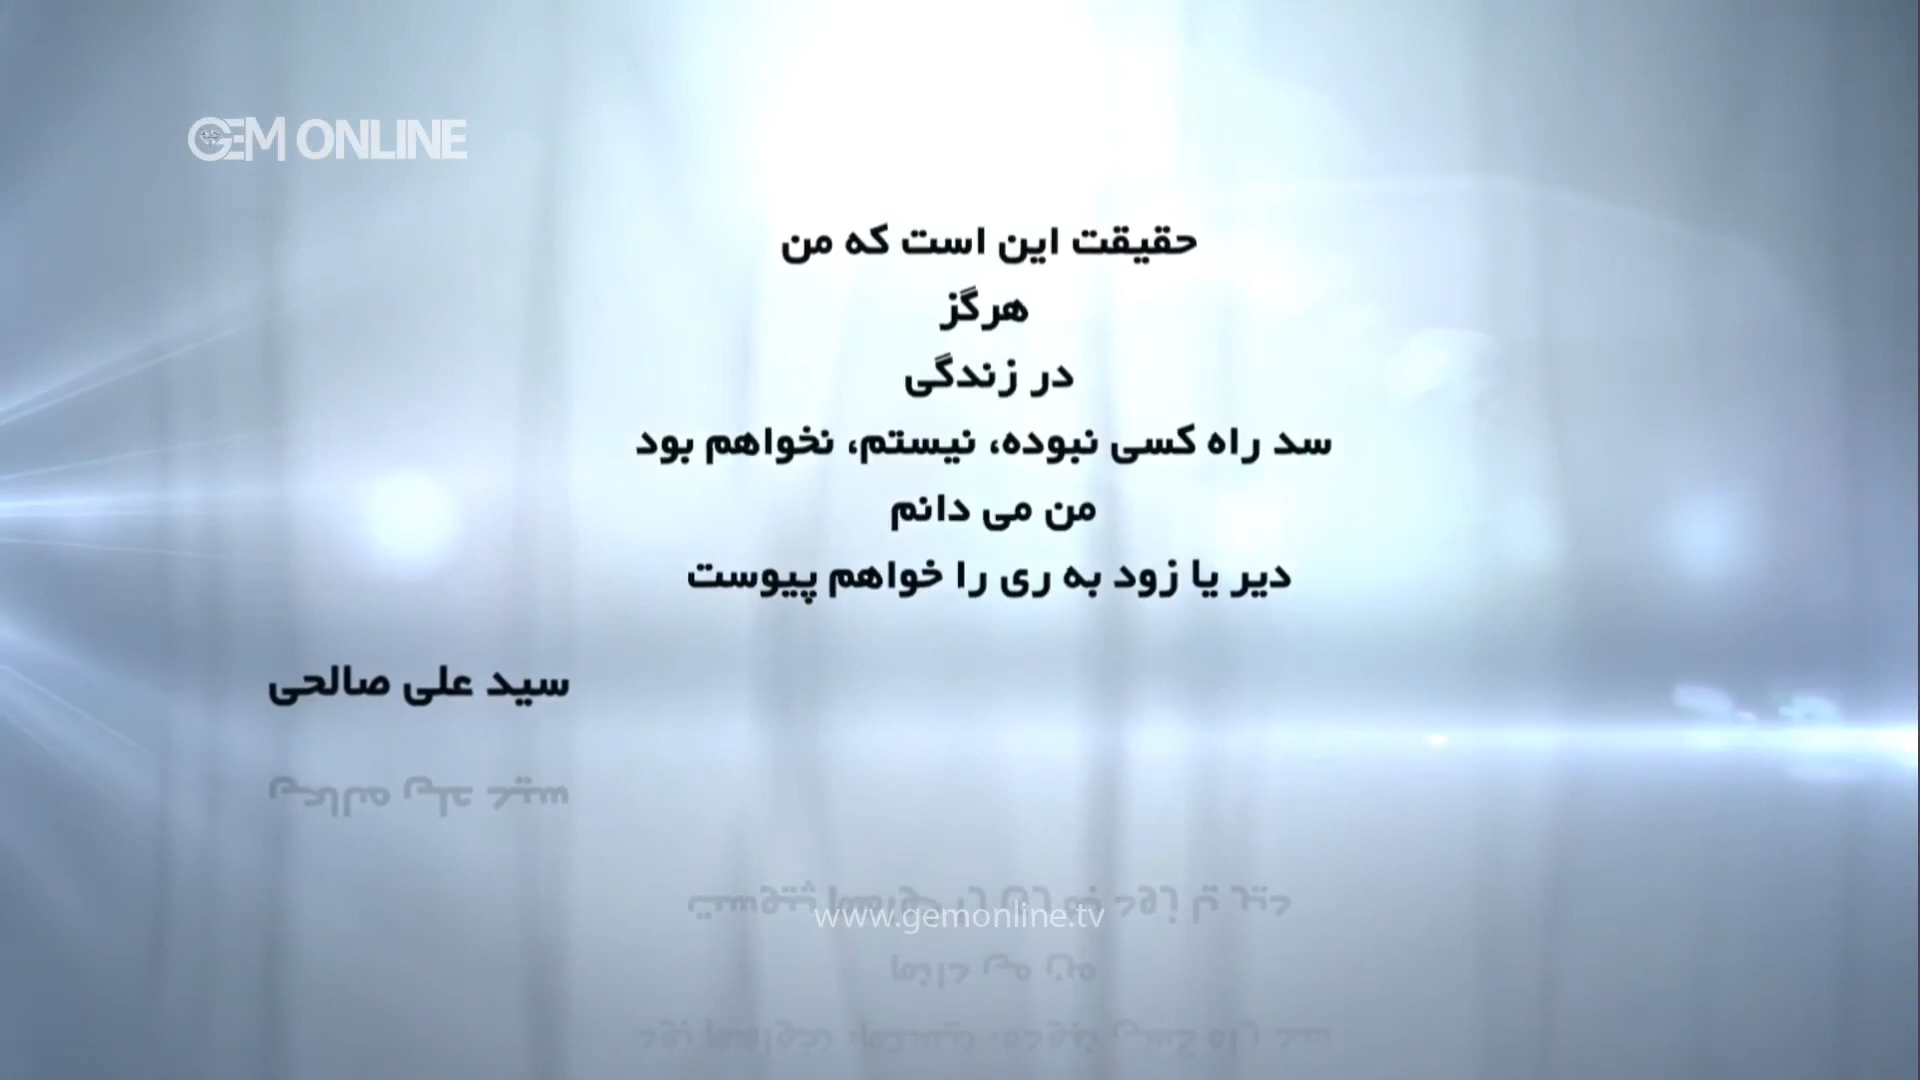 GEM ONLINE
حقیقت این است که من
هرگز
در زندگی
سد راه کسی نبوده، نیستم، نخواهم بود
من می دانم
دیر یا زود به ری را خواهم پیوست
سید علی صالحی
www.gemonline.tv